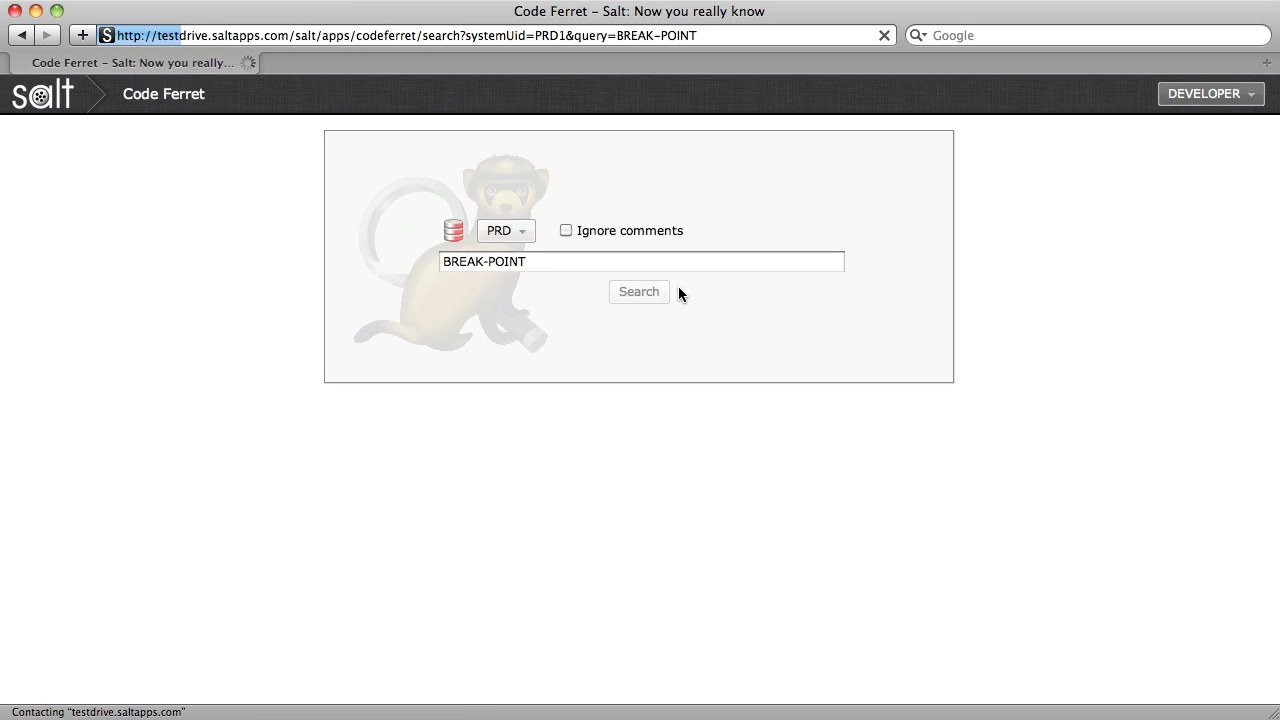 Code Ferret – Salt: Now you really know
http://testdrive.saltapps.com/salt/apps/codeferret/search?systemUid=PRD1&query=BREAK-POINT
Google
Code Ferret – Salt: Now you really...
salt
Code Ferret
DEVELOPER
PRD
Ignore comments
BREAK-POINT
Search
Contacting “testdrive.saltapps.com”